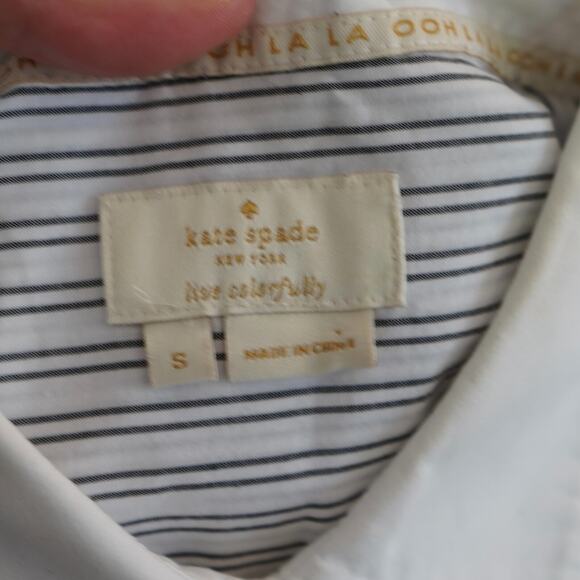 OOH LA LA OOH LA
kate spade
NEW YORK
live colorfully
S
MADE IN CHINA